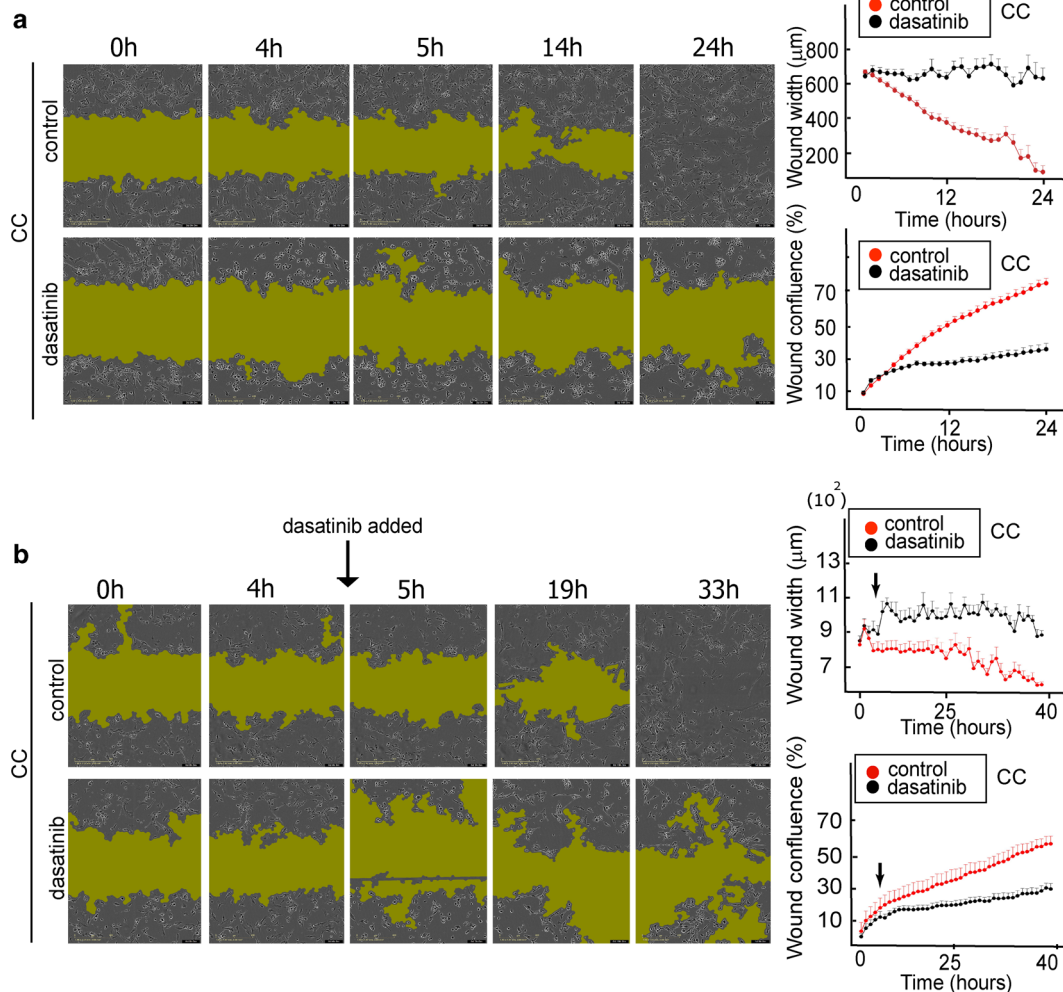 a
0h 4h 5h 14h 24h
CC
control
dasatinib
control
dasatinib
CC
Wound width (µm)
800
600
400
200
12 24
Time (hours)
control
dasatinib
CC
Wound confluence (%)
70
50
30
10
0 12 24
Time (hours)
b
dasatinib added
0h 4h 5h 19h 33h
CC
control
dasatinib
(10²)
control
dasatinib
CC
Wound width (µm)
13
11
9
7
0 25 40
Time (hours)
control
dasatinib
CC
Wound confluence (%)
70
50
30
10
0 25 40
Time (hours)